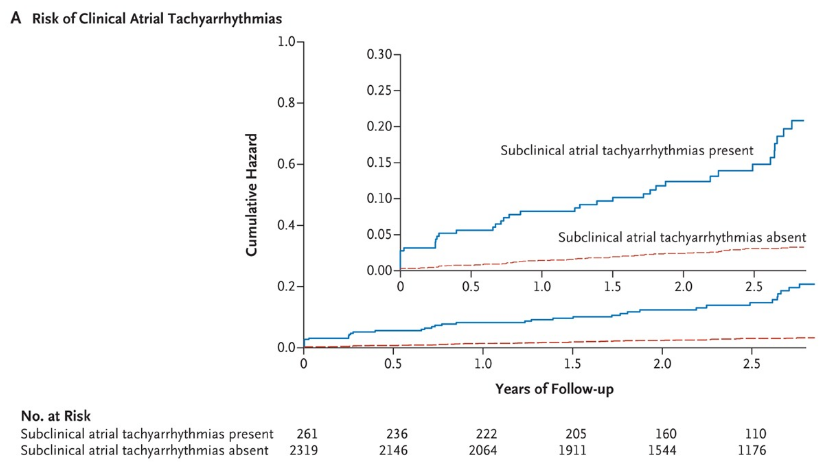 A Risk of Clinical Atrial Tachyarrhythmias
Cumulative Hazard
1.0
0.8
0.6
0.4
0.2
0.0
0.30
0.25
0.20
0.15
0.10
0.05
0.00
Subclinical atrial tachyarrhythmias present
Subclinical atrial tachyarrhythmias absent
0 0.5 1.0 1.5 2.0 2.5
0 0.5 1.0 1.5 2.0 2.5
Years of Follow-up
No. at Risk
Subclinical atrial tachyarrhythmias present 261 236 222 205 160 110
Subclinical atrial tachyarrhythmias absent 2319 2146 2064 1911 1544 1176